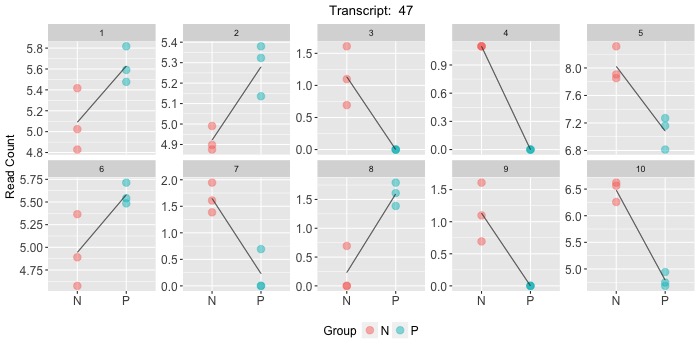 Transcript: 47
1 2 3 4 5
5.8 5.6 5.4 5.2 5.0 4.8
5.4 5.3 5.2 5.1 5.0 4.9
1.5 1.0 0.5 0.0
0.9 0.6 0.3 0.0
8.0 7.6 7.2 6.8
Read Count
6 7 8 9 10
5.75 5.50 5.25 5.00 4.75
2.0 1.5 1.0 0.5 0.0
1.5 1.0 0.5 0.0
1.5 1.0 0.5 0.0
6.5 6.0 5.5 5.0
N P N P N P N P N P
Group N P